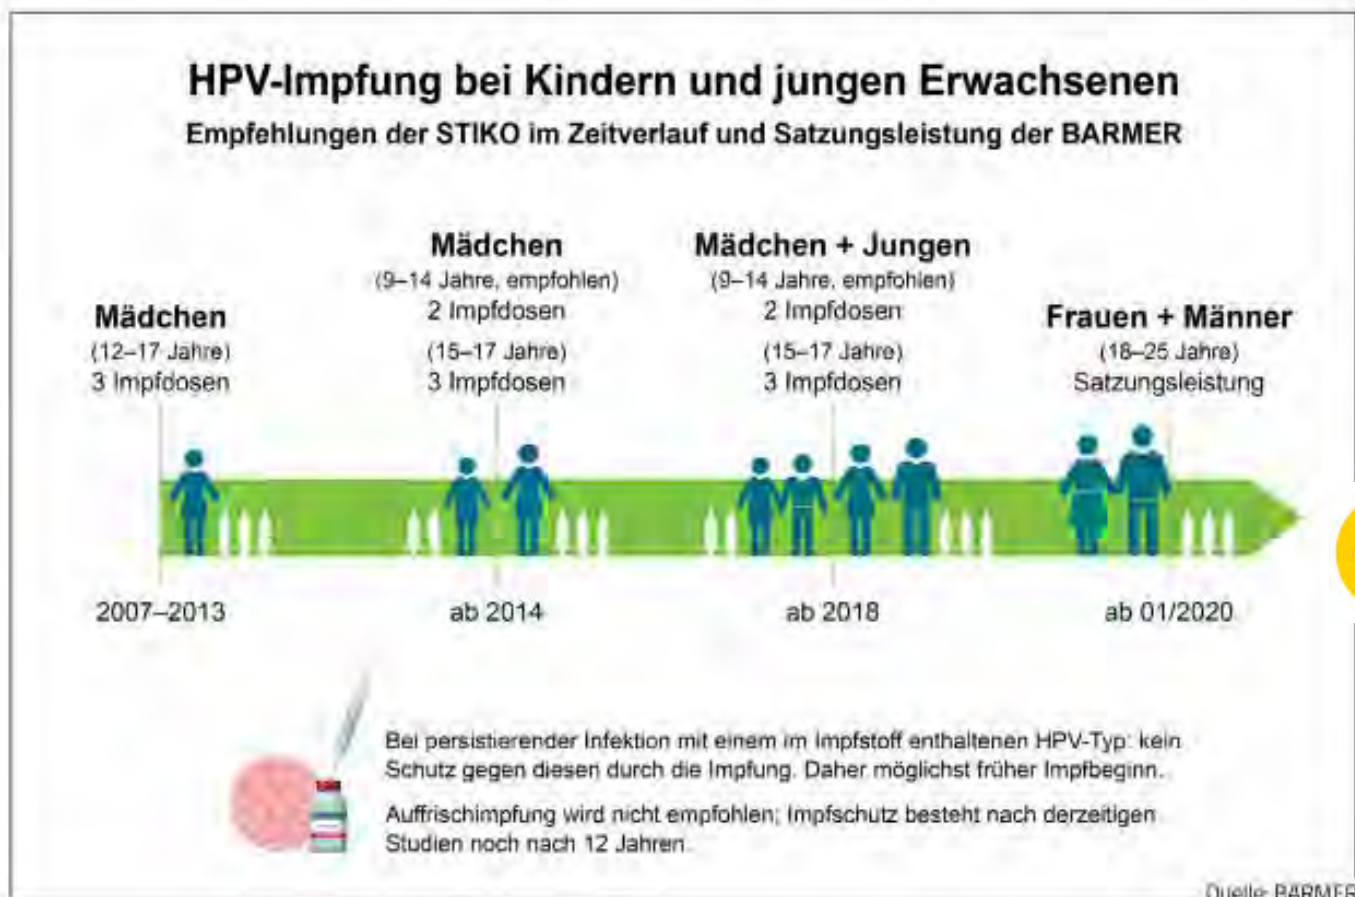 HPV-Impfung bei Kindern und jungen Erwachsenen
Empfehlungen der STIKO im Zeitverlauf und Satzungsleistung der BARMER
Mädchen
(12–17 Jahre)
3 Impfdosen
Mädchen
(9–14 Jahre, empfohlen)
2 Impfdosen
(15–17 Jahre)
3 Impfdosen
Mädchen + Jungen
(9–14 Jahre, empfohlen)
2 Impfdosen
(15–17 Jahre)
3 Impfdosen
Frauen + Männer
(18–25 Jahre)
Satzungsleistung
2007–2013
ab 2014
ab 2018
ab 01/2020
Bei persistierender Infektion mit einem im Impfstoff enthaltenen HPV-Typ: kein
Schutz gegen diesen durch die Impfung. Daher möglichst früher Impfbeginn.
Auffrischimpfung wird nicht empfohlen; Impfschutz besteht nach derzeitigen
Studien noch nach 12 Jahren.
Quelle: BARMER